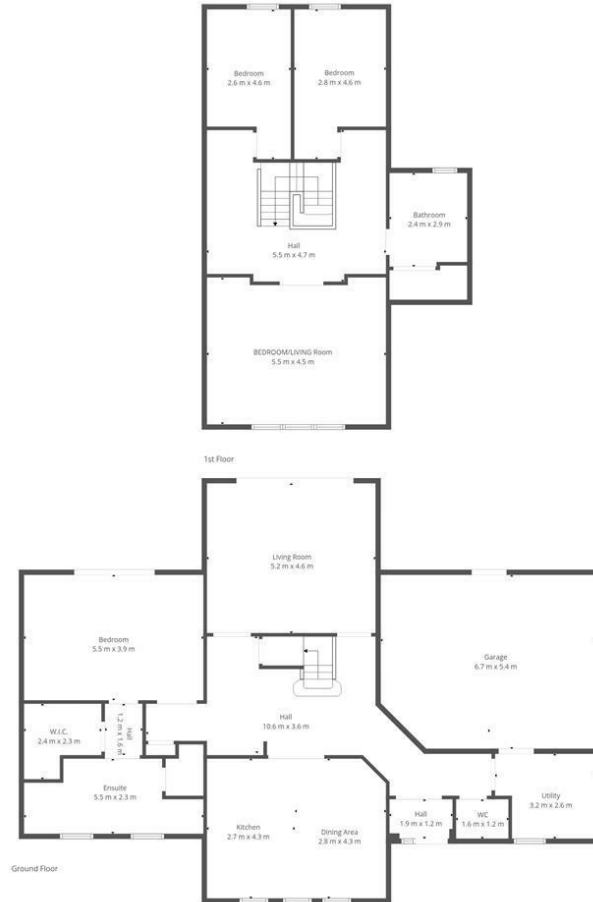 Bedroom
2.6 m x 4.6 m
Bedroom
2.8 m x 4.6 m
Bathroom
2.4 m x 2.9 m
Hall
5.5 m x 4.7 m
BEDROOM/LIVING Room
5.5 m x 4.5 m
1st Floor
Living Room
5.2 m x 4.6 m
Bedroom
5.5 m x 3.9 m
Garage
6.7 m x 5.4 m
Hall
10.6 m x 3.6 m
W.I.C.
2.4 m x 2.3 m
Hall
1.2 m x 1.6 m
Ensuite
5.5 m x 2.3 m
Kitchen
2.7 m x 4.3 m
Dining Area
2.8 m x 4.3 m
Hall
1.9 m x 1.2 m
WC
1.6 m x 1.2 m
Utility
3.2 m x 2.6 m
Ground Floor